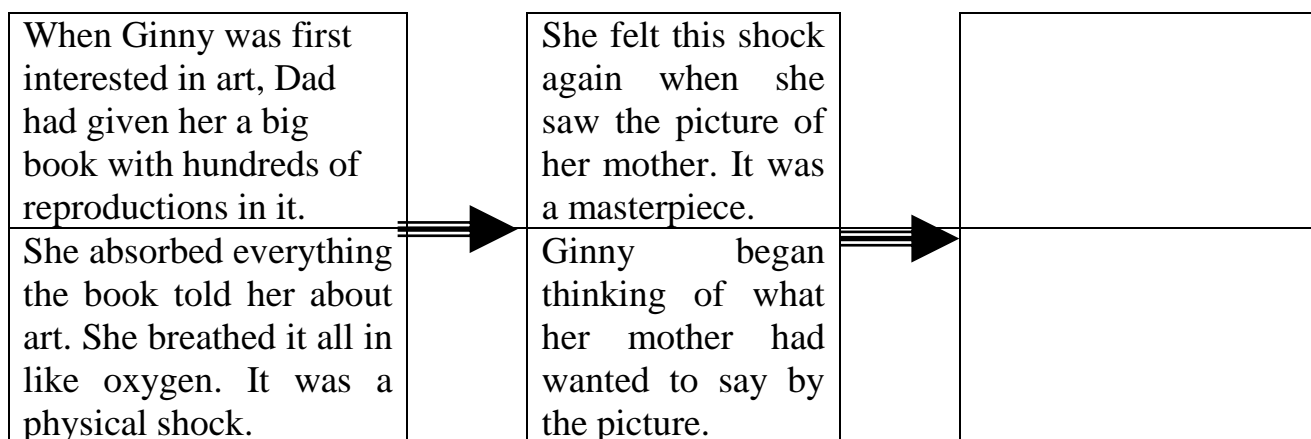 When Ginny was first
interested in art, Dad
had given her a big
book with hundreds of
reproductions in it.
She absorbed everything
the book told her about
art. She breathed it all in
like oxygen. It was a
physical shock.
She felt this shock
again when she
saw the picture of
her mother. It was
a masterpiece.
Ginny began
thinking of what
her mother had
wanted to say by
the picture.